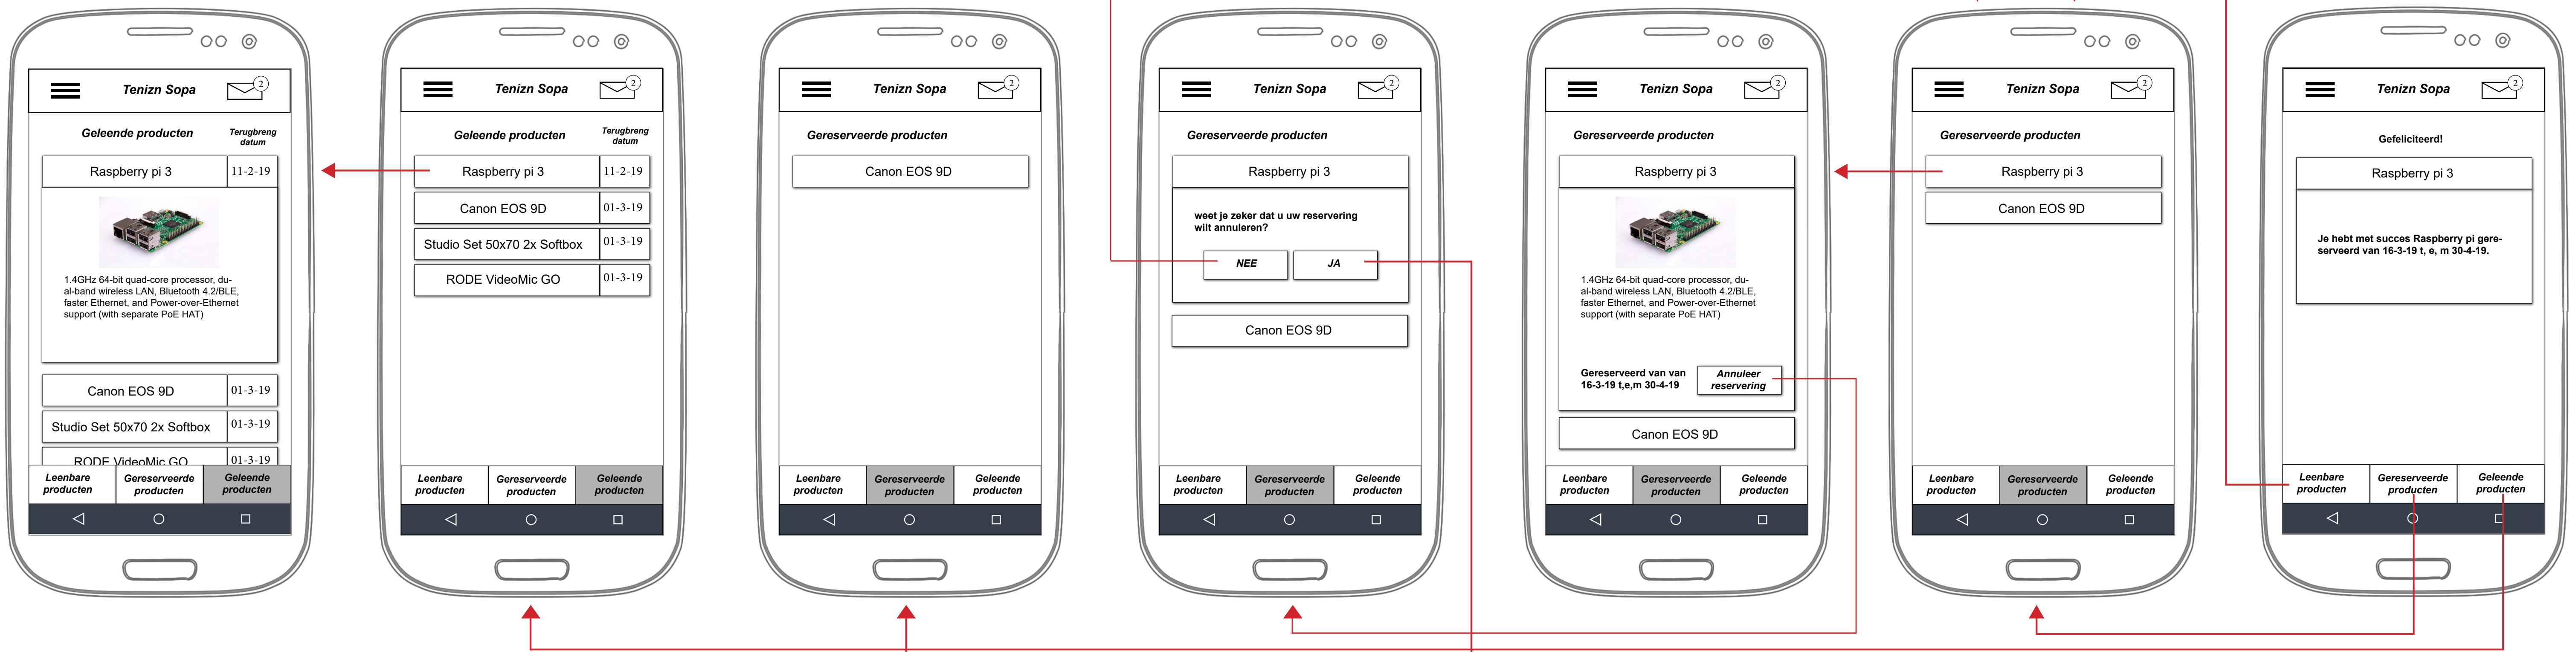 Tenizn Sopa
2
Geleende producten
Terugbreng
datum
Raspberry pi 3
11-2-19
1.4GHz 64-bit quad-core processor, du-
al-band wireless LAN, Bluetooth 4.2/BLE,
faster Ethernet, and Power-over-Ethernet
support (with separate PoE HAT)
Canon EOS 9D
01-3-19
Studio Set 50x70 2x Softbox
01-3-19
RODE VideoMic GO
01-3-19
Leenbare
producten
Gereserveerde
producten
Geleende
producten
Tenizn Sopa
2
Geleende producten
Terugbreng
datum
Raspberry pi 3
11-2-19
Canon EOS 9D
01-3-19
Studio Set 50x70 2x Softbox
01-3-19
RODE VideoMic GO
01-3-19
Leenbare
producten
Gereserveerde
producten
Geleende
producten
Tenizn Sopa
2
Gereserveerde producten
Canon EOS 9D
Leenbare
producten
Gereserveerde
producten
Geleende
producten
Tenizn Sopa
2
Gereserveerde producten
Raspberry pi 3
weet je zeker dat u uw reservering
wilt annuleren?
NEE
JA
Canon EOS 9D
Leenbare
producten
Gereserveerde
producten
Geleende
producten
Tenizn Sopa
2
Gereserveerde producten
Raspberry pi 3
1.4GHz 64-bit quad-core processor, du-
al-band wireless LAN, Bluetooth 4.2/BLE,
faster Ethernet, and Power-over-Ethernet
support (with separate PoE HAT)
Gereserveerd van van
16-3-19 t,e,m 30-4-19
Annuleer
reservering
Canon EOS 9D
Leenbare
producten
Gereserveerde
producten
Geleende
producten
Tenizn Sopa
2
Gereserveerde producten
Raspberry pi 3
Canon EOS 9D
Leenbare
producten
Gereserveerde
producten
Geleende
producten
Tenizn Sopa
2
Gefeliciteerd!
Raspberry pi 3
Je hebt met succes Raspberry pi gere-
serveerd van 16-3-19 t, e, m 30-4-19.
Leenbare
producten
Gereserveerde
producten
Geleende
producten